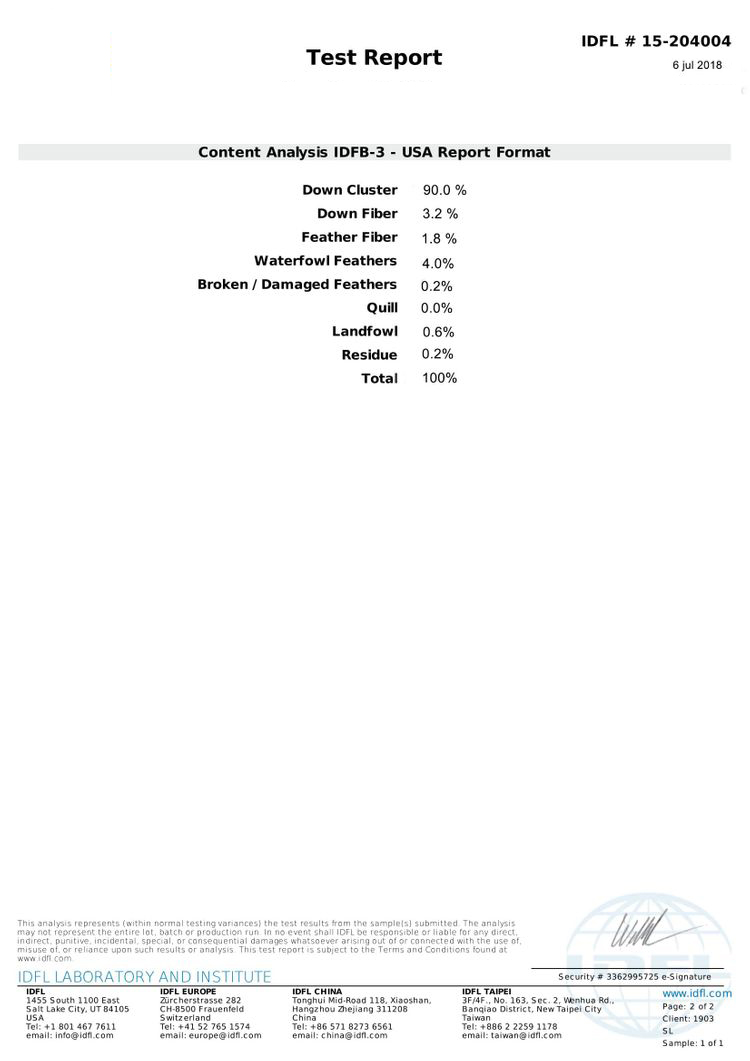 IDFL # 15-204004
Test Report
6 jul 2018
Content Analysis IDFB-3 - USA Report Format
Down Cluster 90.0 %
Down Fiber 3.2 %
Feather Fiber 1.8 %
Waterfowl Feathers 4.0%
Broken / Damaged Feathers 0.2%
Quill 0.0%
Landfowl 0.6%
Residue 0.2%
Total 100%
This analysis represents (within normal testing variances) the test results from the sample(s) submitted. The analysis
may not represent the entire lot, batch or production run. In no event shall IDFL be responsible or liable for any direct,
indirect, punitive, incidental, special, or consequential damages whatsoever arising out of or connected with the use of,
misuse of, or reliance upon such results or analysis. This test report is subject to the Terms and Conditions found at
www.idfl.com.
IDFL
Security # 3362995725 e-Signature
IDFL LABORATORY AND INSTITUTE
IDFL
1455 South 1100 East
Salt Lake City, UT 84105
USA
Tel: +1 801 467 7611
email: info@idfl.com
IDFL EUROPE
Zürcherstrasse 282
CH-8500 Frauenfeld
Switzerland
Tel: +41 52 765 1574
email: europe@idfl.com
IDFL CHINA
Tonghui Mid-Road 118, Xiaoshan,
Hangzhou Zhejiang 311208
China
Tel: +86 571 8273 6561
email: china@idfl.com
IDFL TAIPEI
3F/4F., No. 163, Sec. 2, Wenhua Rd.,
Banqiao District, New Taipei City
Taiwan
Tel: +886 2 2259 1178
email: taiwan@idfl.com
www.idfl.com
Page: 2 of 2
Client: 1903
SL
Sample: 1 of 1